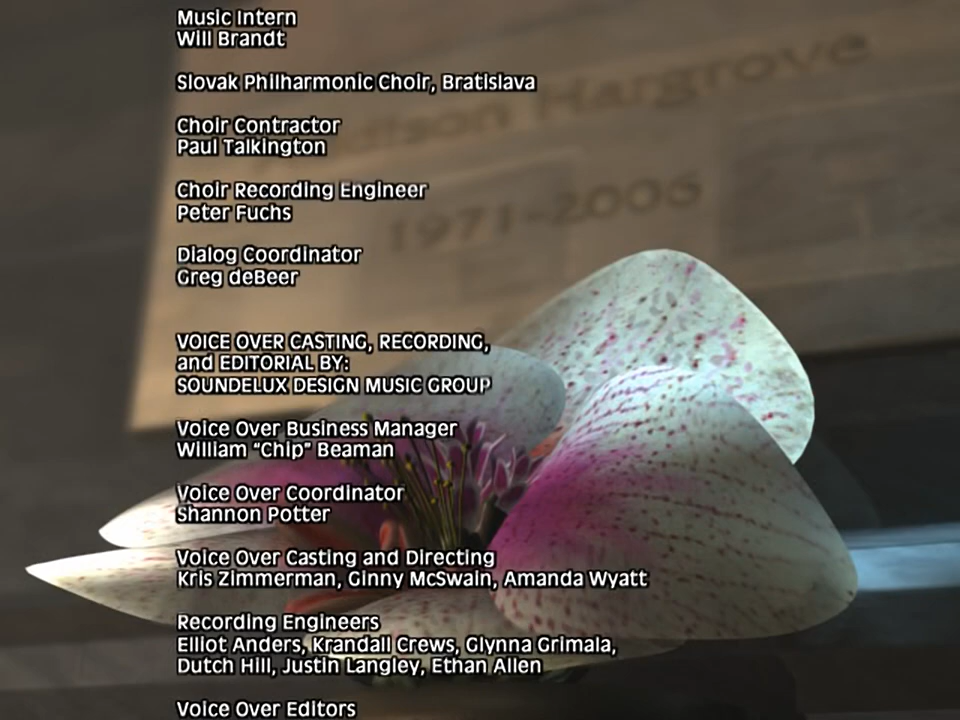 Music Intern
Will Brandt
Slovak Philharmonic Choir, Bratislava
Choir Contractor
Paul Talkington
Choir Recording Engineer
Peter Fuchs
Dialog Coordinator
Greg deBeer
VOICE OVER CASTING, RECORDING,
and EDITORIAL BY:
SOUNDELUX DESIGN MUSIC GROUP
Voice Over Business Manager
William “Chip” Beaman
Voice Over Coordinator
Shannon Potter
Voice Over Casting and Directing
Kris Zimmerman, Ginny McSwain, Amanda Wyatt
Recording Engineers
Elliot Anders, Krandall Crews, Glynna Grimala,
Dutch Hill, Justin Langley, Ethan Allen
Voice Over Editors
Hargrove
1971-2006